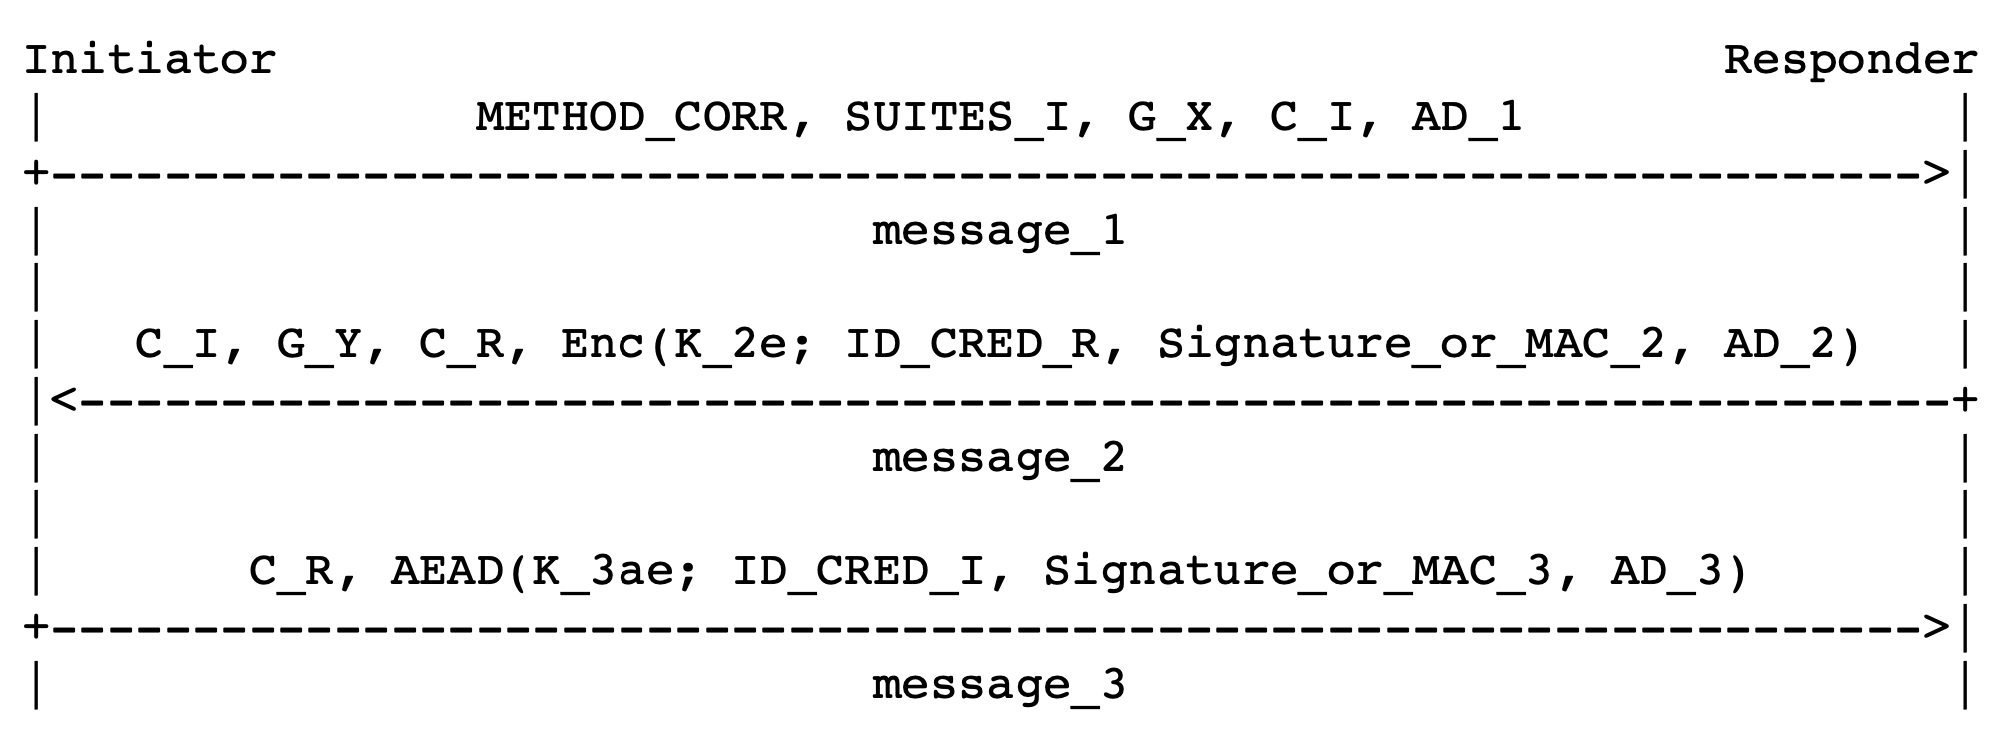 Initiator Responder
METHOD_CORR, SUITES_I, G_X, C_I, AD_1
message_1
C_I, G_Y, C_R, Enc(K_2e; ID_CRED_R, Signature_or_MAC_2, AD_2)
message_2
C_R, AEAD(K_3ae; ID_CRED_I, Signature_or_MAC_3, AD_3)
message_3